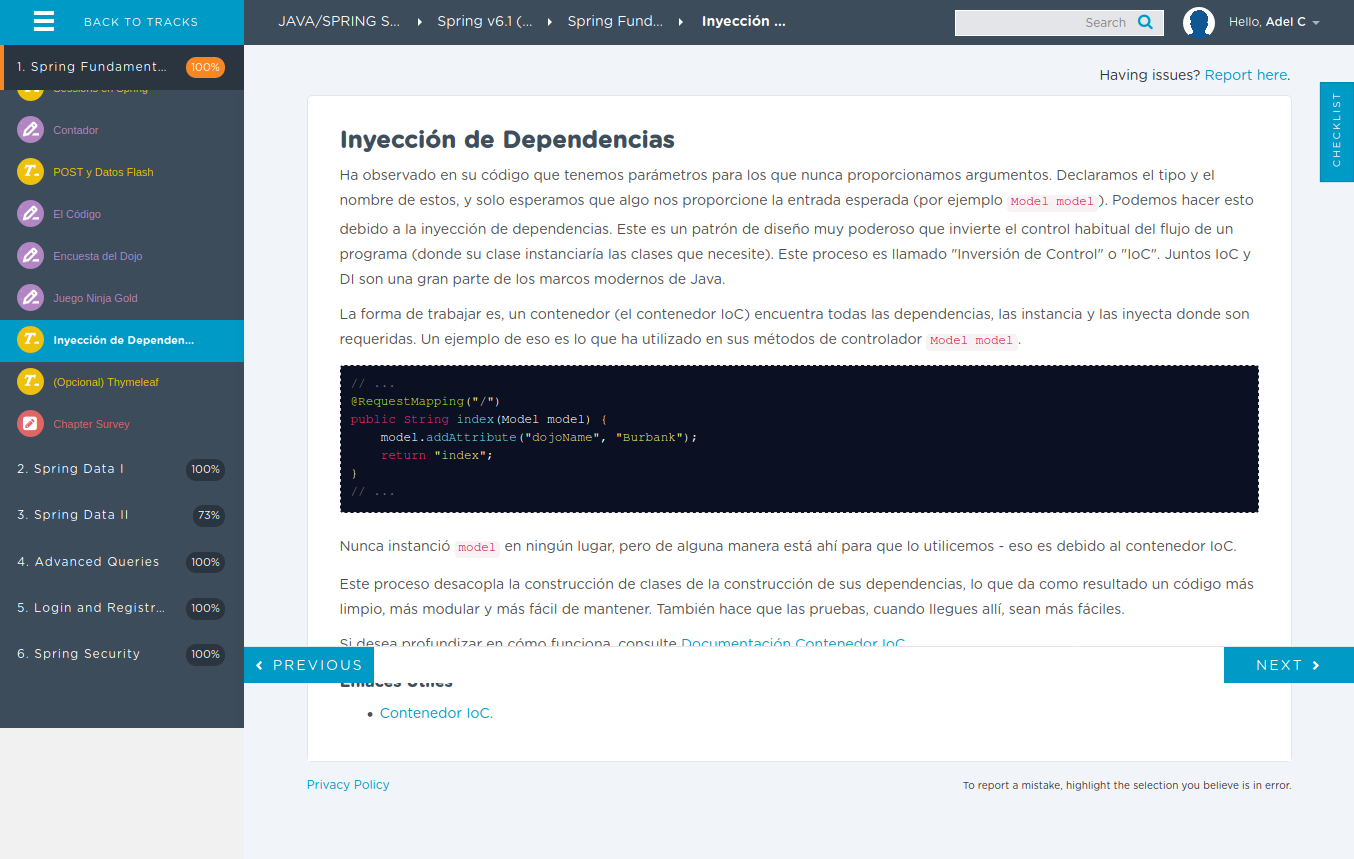 BACK TO TRACKS
JAVA/SPRING S...
Spring v6.1 (...
Spring Fund...
Inyección ...
Search
Hello, Adel C
1. Spring Fundament...
100%
Sessions en Spring
Contador
POST y Datos Flash
El Código
Encuesta del Dojo
Juego Ninja Gold
Inyección de Dependen...
(Opcional) Thymeleaf
Chapter Survey
2. Spring Data I
100%
3. Spring Data II
73%
4. Advanced Queries
100%
5. Login and Registr...
100%
6. Spring Security
100%
Having issues? Report here.
CHECKLIST
Inyección de Dependencias
Ha observado en su código que tenemos parámetros para los que nunca proporcionamos argumentos. Declaramos el tipo y el
nombre de estos, y solo esperamos que algo nos proporcione la entrada esperada (por ejemplo Model model). Podemos hacer esto
debido a la inyección de dependencias. Este es un patrón de diseño muy poderoso que invierte el control habitual del flujo de un
programa (donde su clase instanciaría las clases que necesite). Este proceso es llamado "Inversión de Control" o "IoC". Juntos IoC y
DI son una gran parte de los marcos modernos de Java.
La forma de trabajar es, un contenedor (el contenedor IoC) encuentra todas las dependencias, las instancia y las inyecta donde son
requeridas. Un ejemplo de eso es lo que ha utilizado en sus métodos de controlador Model model.
// ...
@RequestMapping("/")
public String index(Model model) {
    model.addAttribute("dojoName", "Burbank");
    return "index";
}
// ...
Nunca instanció model en ningún lugar, pero de alguna manera está ahí para que lo utilicemos - eso es debido al contenedor IoC.
Este proceso desacopla la construcción de clases de la construcción de sus dependencias, lo que da como resultado un código más
limpio, más modular y más fácil de mantener. También hace que las pruebas, cuando llegues allí, sean más fáciles.
Si desea profundizar en cómo funciona, consulte Documentación Contenedor IoC.
PREVIOUS
NEXT
Enlaces Útiles
Contenedor IoC.
Privacy Policy
To report a mistake, highlight the selection you believe is in error.